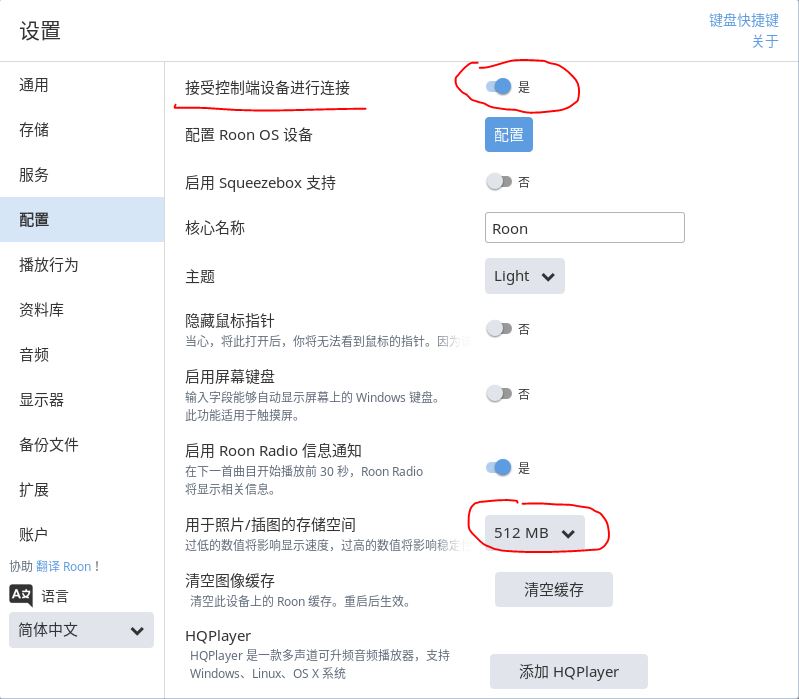 设置
键盘快捷键
关于
通用
存储
服务
配置
播放行为
资料库
音频
显示器
备份文件
扩展
账户
协助 翻译 Roon！
语言
简体中文
接受控制端设备进行连接
是
配置 Roon OS 设备
配置
启用 Squeezebox 支持
否
核心名称
Roon
主题
Light
隐藏鼠标指针
当心，将此打开后，你将无法看到鼠标的指针。因为
否
启用屏幕键盘
输入字段能够自动显示屏幕上的 Windows 键盘。
此功能适用于触摸屏。
否
启用 Roon Radio 信息通知
在下一首曲目开始播放前 30 秒，Roon Radio
将显示相关信息。
是
用于照片/插图的存储空间
过低的数值将影响显示速度，过高的数值将影响稳定
512 MB
清空图像缓存
清空此设备上的 Roon 缓存。重启后生效。
清空缓存
HQPlayer
HQPlayer 是一款多声道可升频音频播放器，支持
Windows、Linux、OS X 系统
添加 HQPlayer